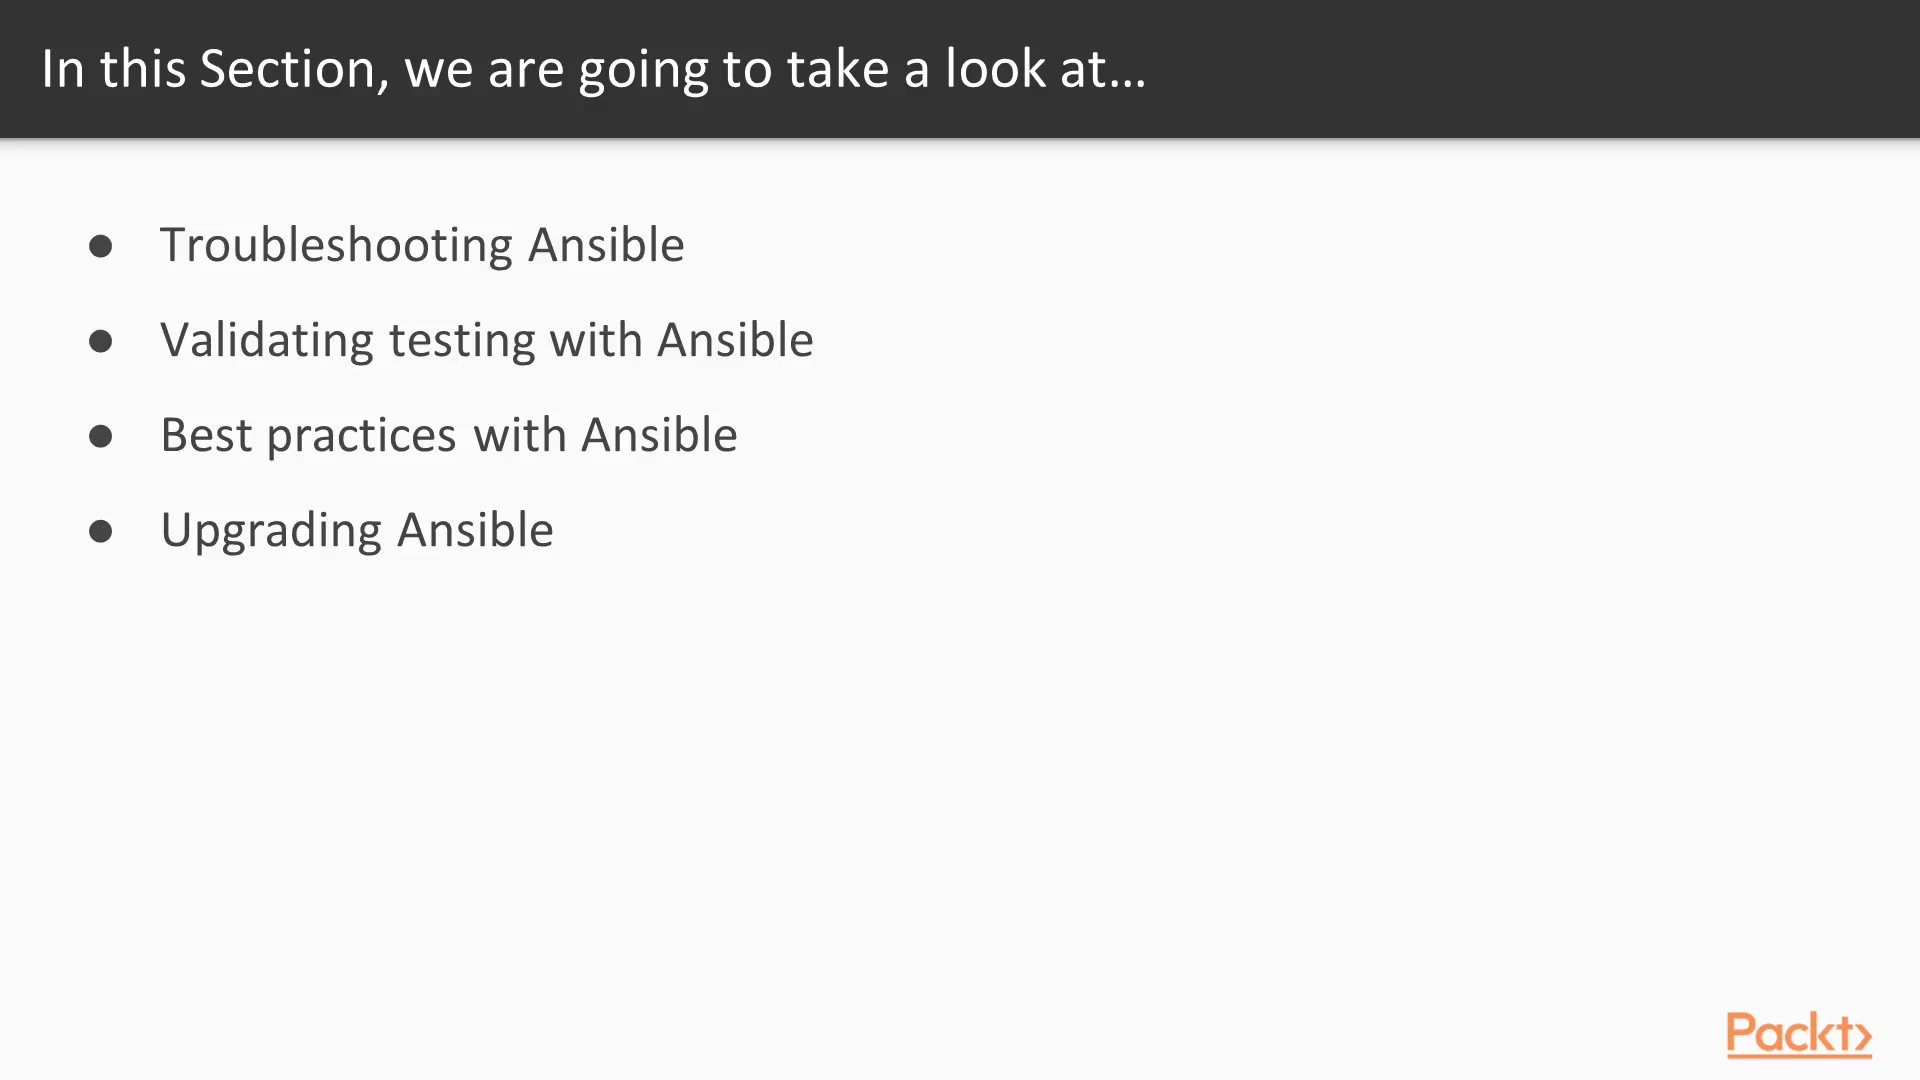 In this Section, we are going to take a look at...
● Troubleshooting Ansible
● Validating testing with Ansible
● Best practices with Ansible
● Upgrading Ansible
Packt>